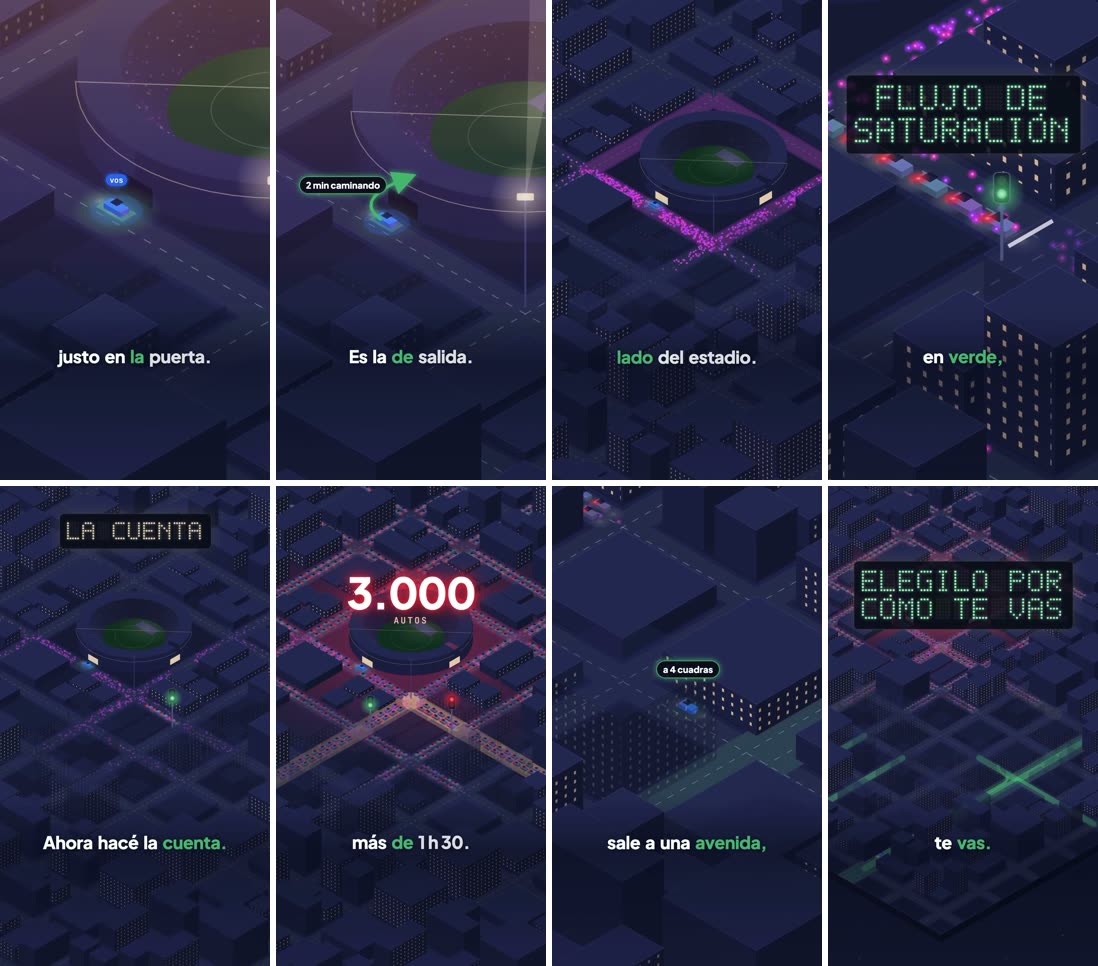 vos
justo en la puerta.
2 min caminando
Es la de salida.
lado del estadio.
FLUJO DE
SATURACIÓN
en verde,
LA CUENTA
Ahora hacé la cuenta.
3.000
AUTOS
más de 1 h 30.
a 4 cuadras
sale a una avenida,
ELEGILO POR
CÓMO TE VAS
te vas.